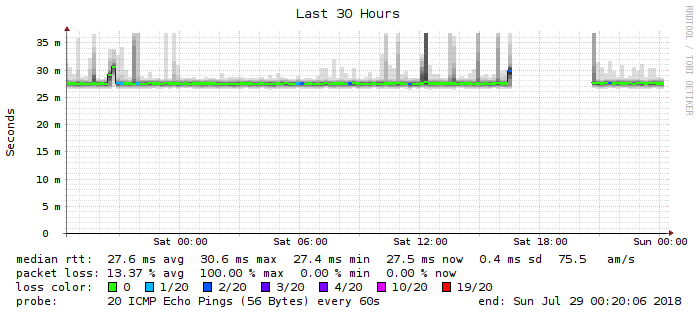 Last 30 Hours
RRDTOOL / TOBI OETIKER
Seconds
35 m
30 m
25 m
20 m
15 m
10 m
5 m
0
Sat 00:00 Sat 06:00 Sat 12:00 Sat 18:00 Sun 00:00
median rtt: 27.6 ms avg 30.6 ms max 27.4 ms min 27.5 ms now 0.4 ms sd 75.5 am/s
packet loss: 13.37 % avg 100.00 % max 0.00 % min 0.00 % now
loss color: 0 1/20 2/20 3/20 4/20 10/20 19/20
probe: 20 ICMP Echo Pings (56 Bytes) every 60s end: Sun Jul 29 00:20:06 2018